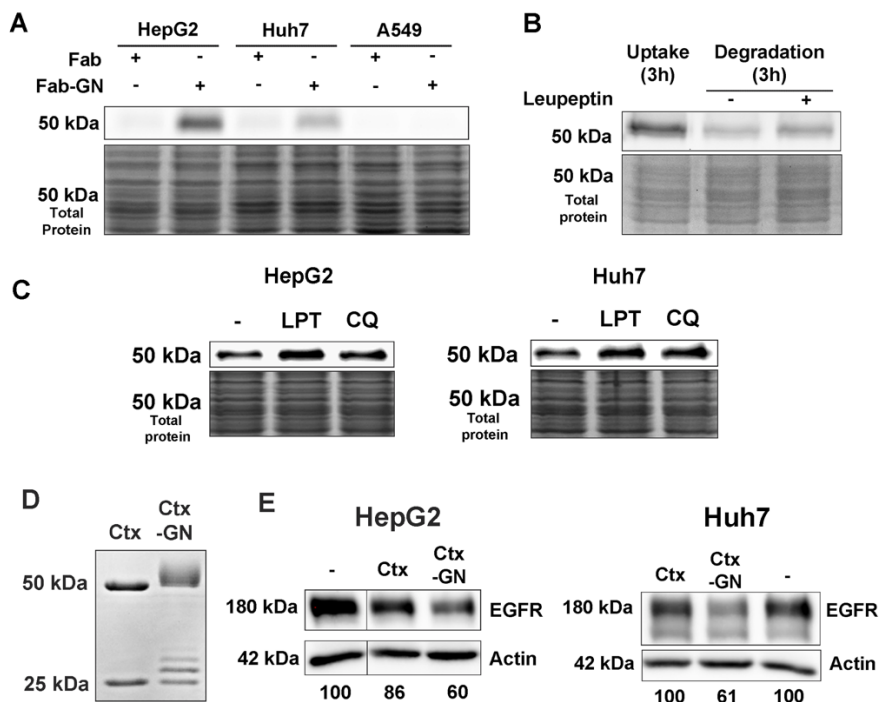 A
HepG2 Huh7 A549
Fab + - + - + -
Fab-GN - + - + - +
50 kDa
50 kDa
Total
Protein
B
Uptake Degradation
(3h) (3h)
Leupeptin - +
50 kDa
50 kDa
Total
protein
C
HepG2
- LPT CQ
50 kDa
50 kDa
Total
protein
Huh7
- LPT CQ
50 kDa
50 kDa
Total
protein
D
Ctx Ctx
-GN
50 kDa
25 kDa
E
HepG2
- Ctx Ctx
-GN
180 kDa EGFR
42 kDa Actin
100 86 60
Huh7
Ctx Ctx -
-GN
180 kDa EGFR
42 kDa Actin
100 61 100